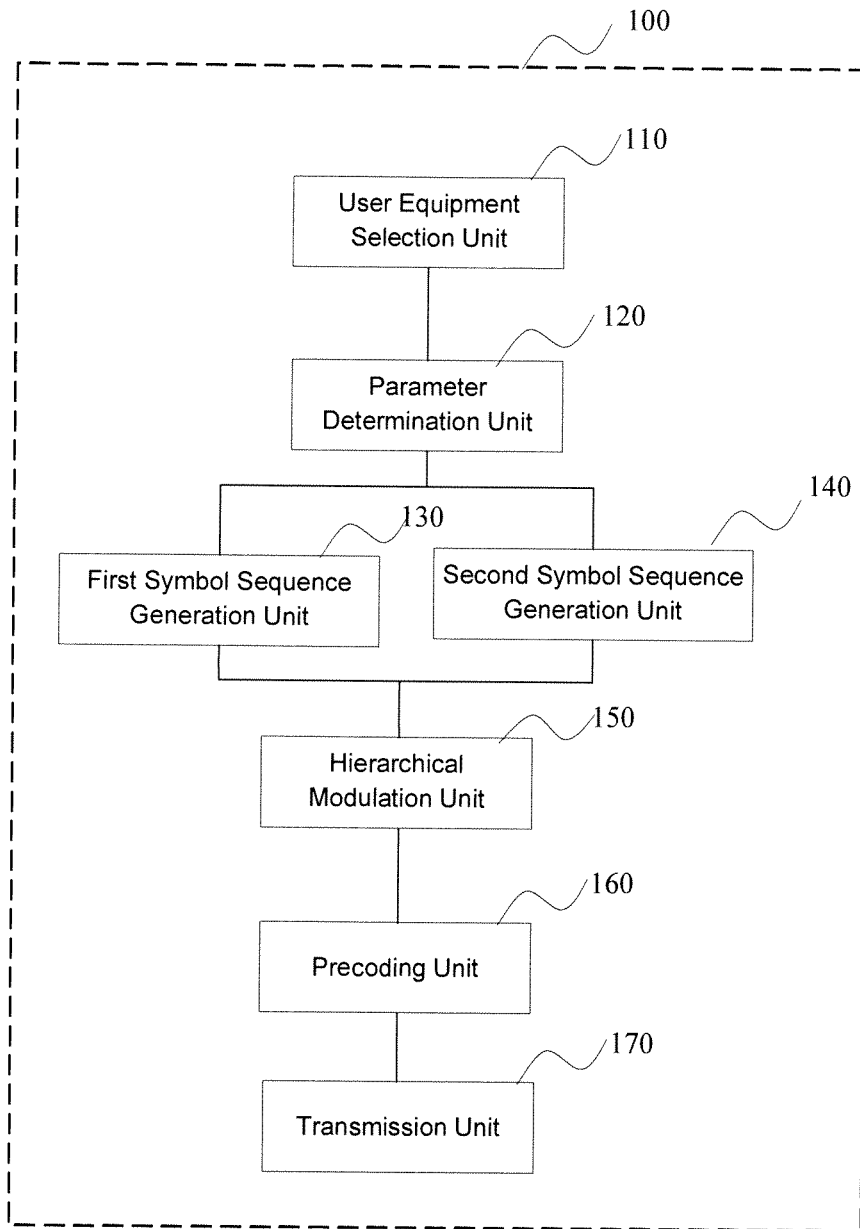 100
110
User Equipment
Selection Unit
120
Parameter
Determination Unit
130
140
First Symbol Sequence
Generation Unit
Second Symbol Sequence
Generation Unit
150
Hierarchical
Modulation Unit
160
Precoding Unit
170
Transmission Unit